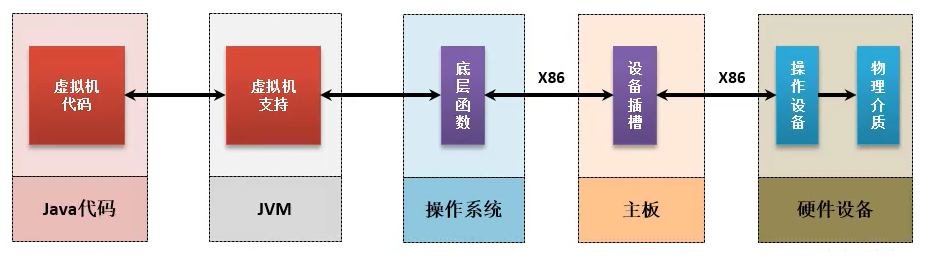 虚拟机
代码
Java代码
虚拟机
支持
JVM
底层函数
操作系统
X86
设备插槽
主板
X86
操作设备
物理介质
硬件设备